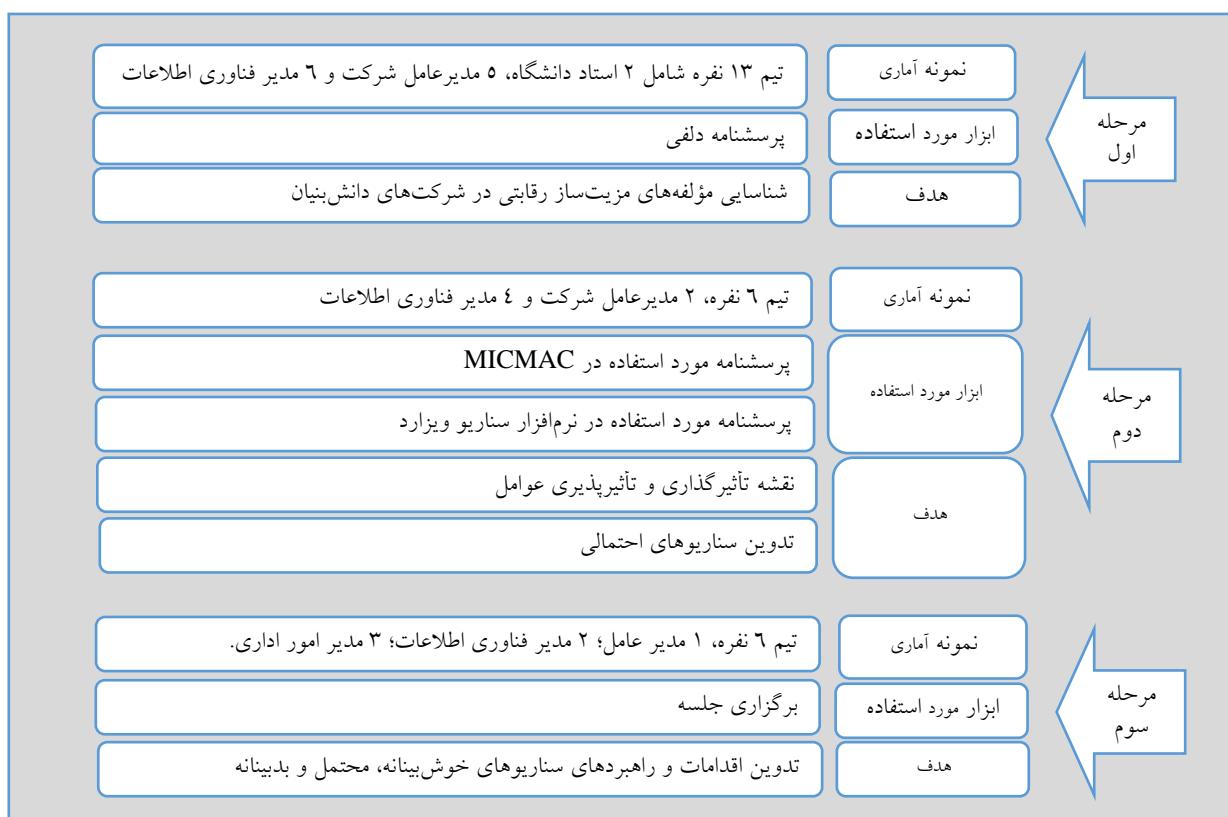 مرحله
اول
نمونه آماری
تیم ۱۳ نفره شامل ۲ استاد دانشگاه، ۵ مدیرعامل شرکت و ۶ مدیر فناوری اطلاعات
ابزار مورد استفاده
پرسشنامه دلفی
هدف
شناسایی مؤلفه‌های مزیت‌ساز رقابتی در شرکت‌های دانش‌بنیان
مرحله
دوم
نمونه آماری
تیم ۶ نفره، ۲ مدیرعامل شرکت و ۴ مدیر فناوری اطلاعات
ابزار مورد استفاده
پرسشنامه مورد استفاده در MICMAC
پرسشنامه مورد استفاده در نرم‌افزار سناریو ویزارد
هدف
نقشه تأثیرگذاری و تأثیرپذیری عوامل
تدوین سناریوهای احتمالی
مرحله
سوم
نمونه آماری
تیم ۶ نفره، ۱ مدیر عامل؛ ۲ مدیر فناوری اطلاعات؛ ۳ مدیر امور اداری.
ابزار مورد استفاده
برگزاری جلسه
هدف
تدوین اقدامات و راهبردهای سناریوهای خوش‌بینانه، محتمل و بدبینانه